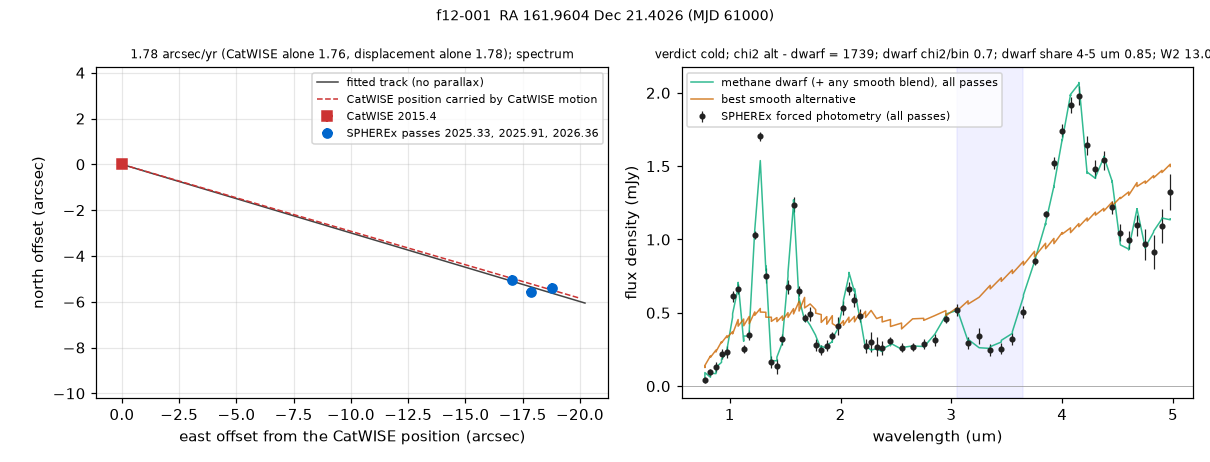 f12-001  RA 161.9604 Dec 21.4026 (MJD 61000)
1.78 arcsec/yr (CatWISE alone 1.76, displacement alone 1.78); spectrum
fitted track (no parallax)
CatWISE position carried by CatWISE motion
CatWISE 2015.4
SPHEREx passes 2025.33, 2025.91, 2026.36
4
2
0
−2
−4
−6
−8
−10
north offset (arcsec)
0.0 −2.5 −5.0 −7.5 −10.0 −12.5 −15.0 −17.5 −20.0
east offset from the CatWISE position (arcsec)
verdict cold; chi2 alt - dwarf = 1739; dwarf chi2/bin 0.7; dwarf share 4-5 um 0.85; W2 13.0
methane dwarf (+ any smooth blend), all passes
best smooth alternative
SPHEREx forced photometry (all passes)
2.0
1.5
1.0
0.5
0.0
flux density (mJy)
1 2 3 4 5
wavelength (um)